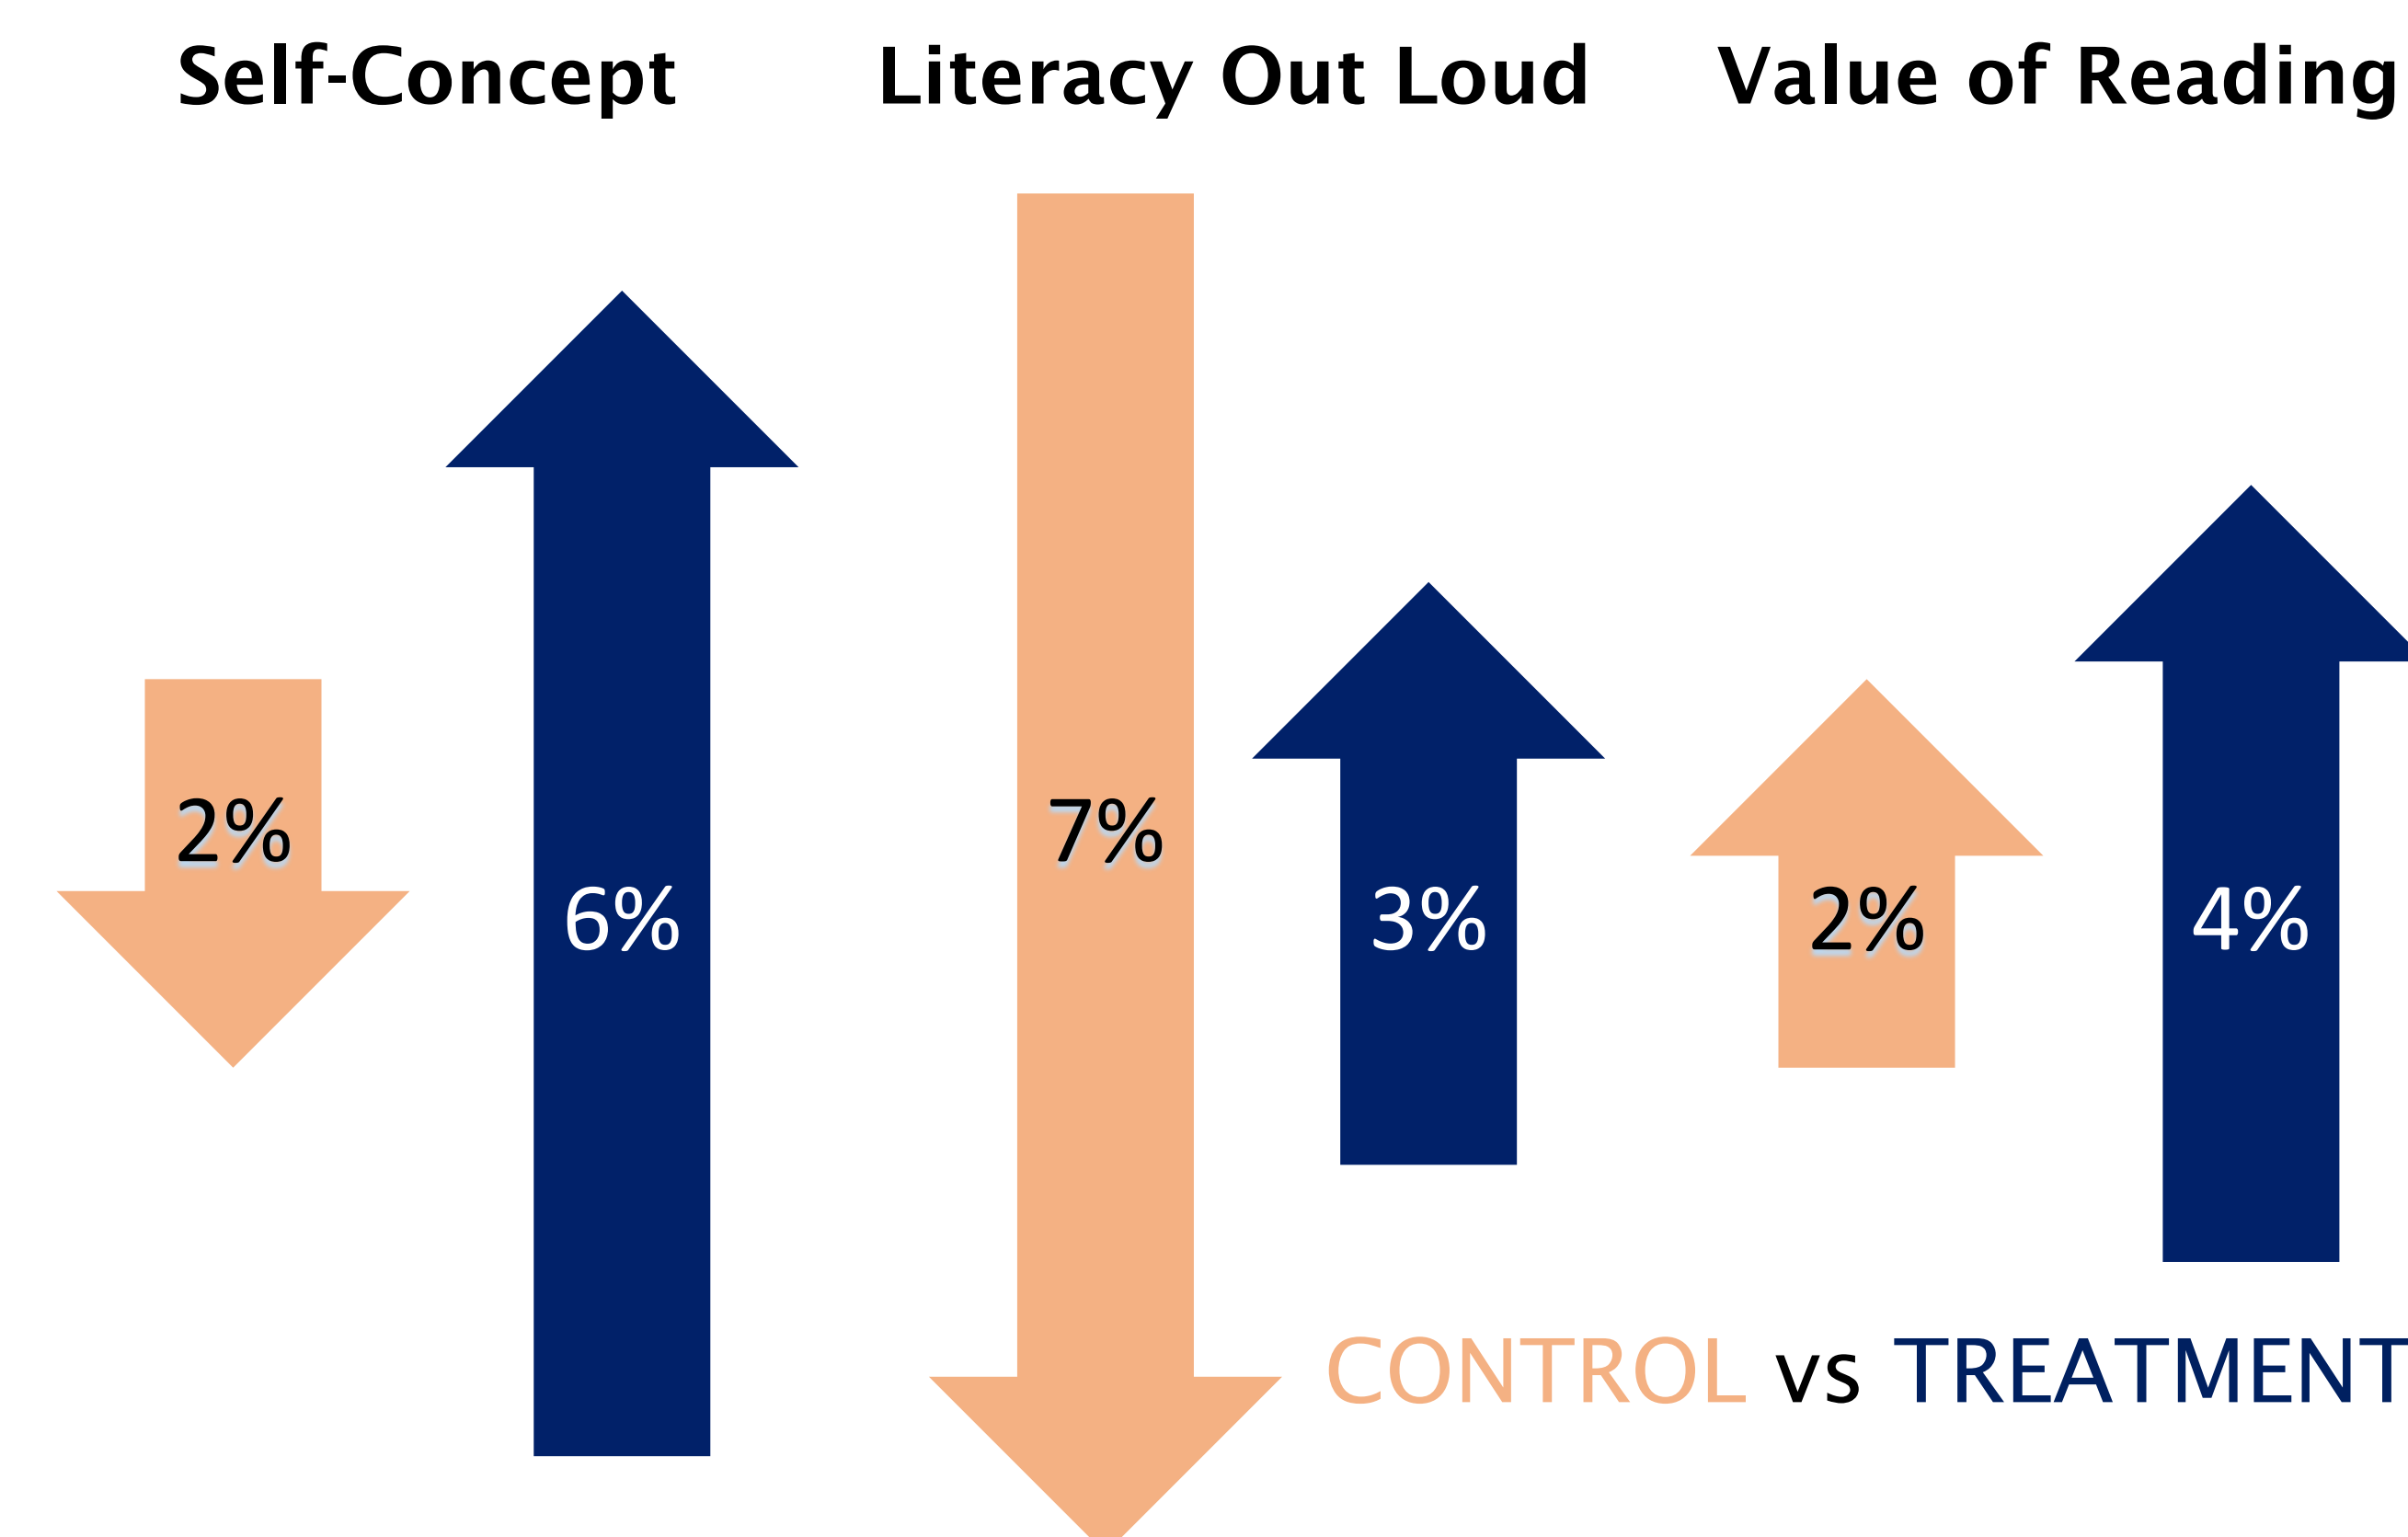 Self-Concept
Literacy Out Loud
Value of Reading
2%
6%
7%
3%
2%
4%
CONTROL vs TREATMENT